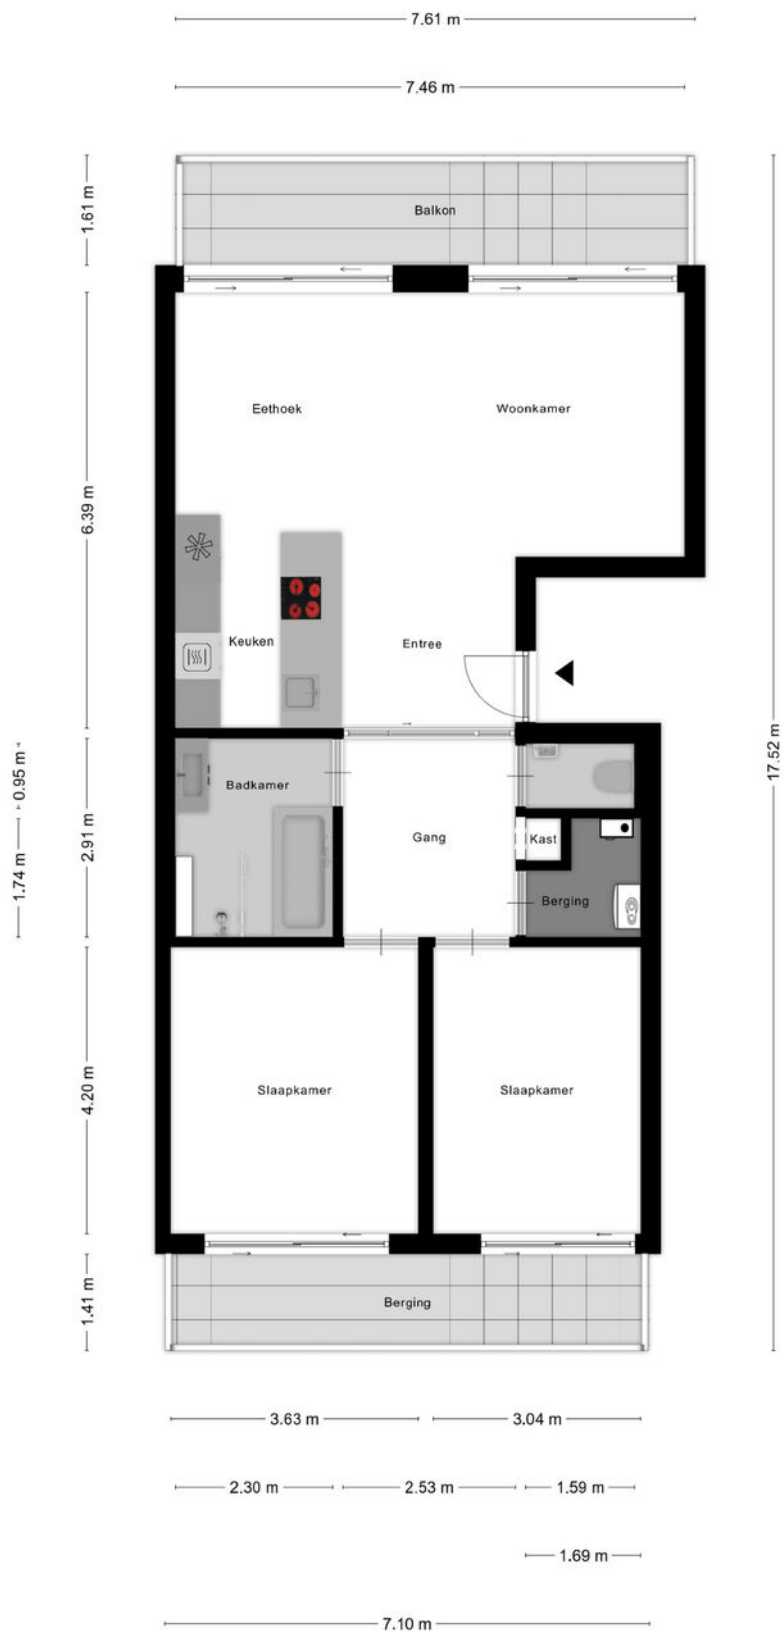 7.61 m
7.46 m
1.61 m
Balkon
Eethoek
Woonkamer
6.39 m
Keuken
Entree
17.52 m
0.95 m
Badkamer
2.91 m
Gang
Kast
1.74 m
Berging
4.20 m
Slaapkamer
Slaapkamer
1.41 m
Berging
3.63 m
3.04 m
2.30 m
2.53 m
1.59 m
1.69 m
7.10 m